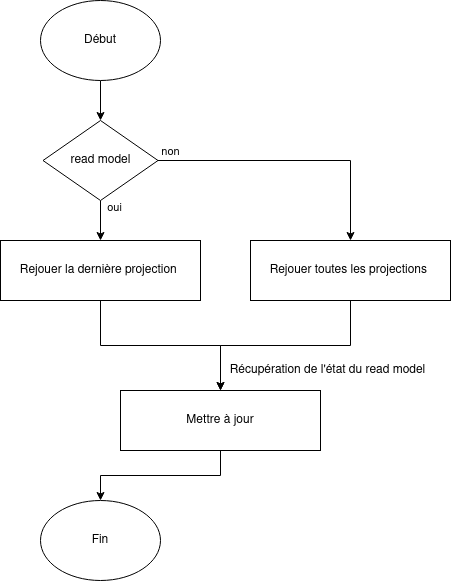 Début
read model
non
oui
Rejouer la dernière projection
Rejouer toutes les projections
Récupération de l'état du read model
Mettre à jour
Fin